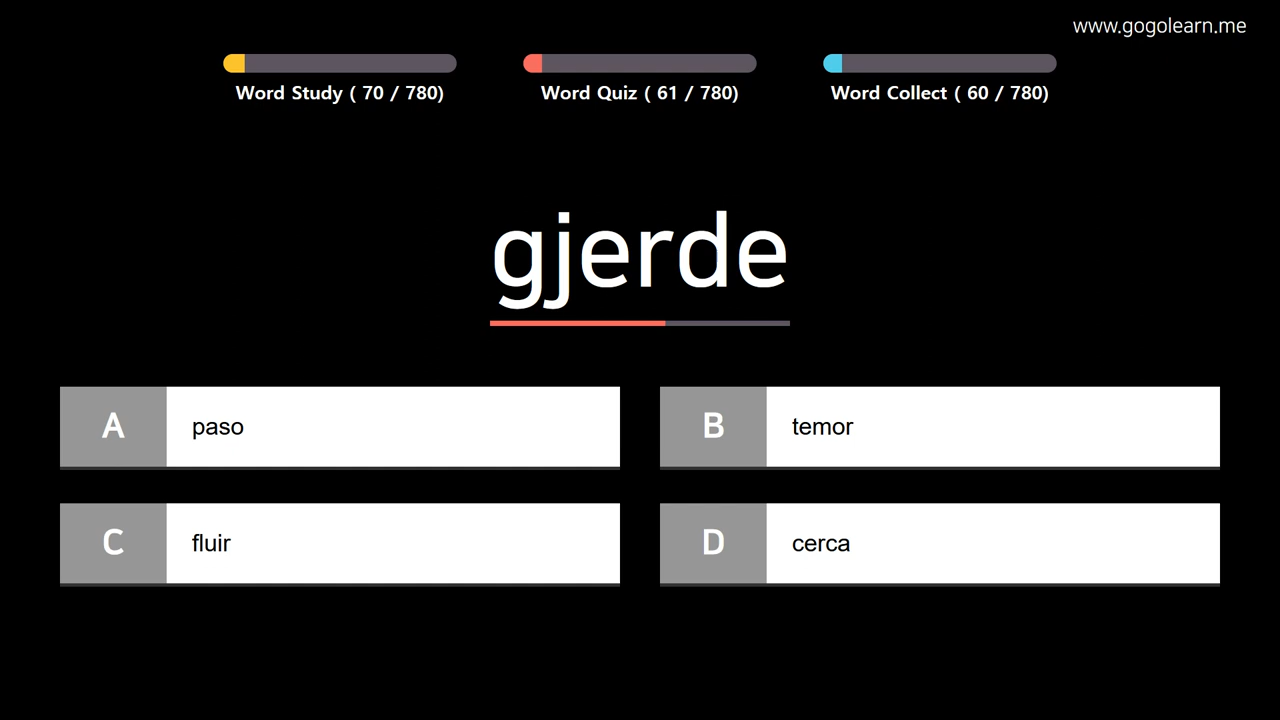 www.gogolearn.me
Word Study ( 70 / 780)
Word Quiz ( 61 / 780)
Word Collect ( 60 / 780)
gjerde
A
paso
B
temor
C
fluir
D
cerca